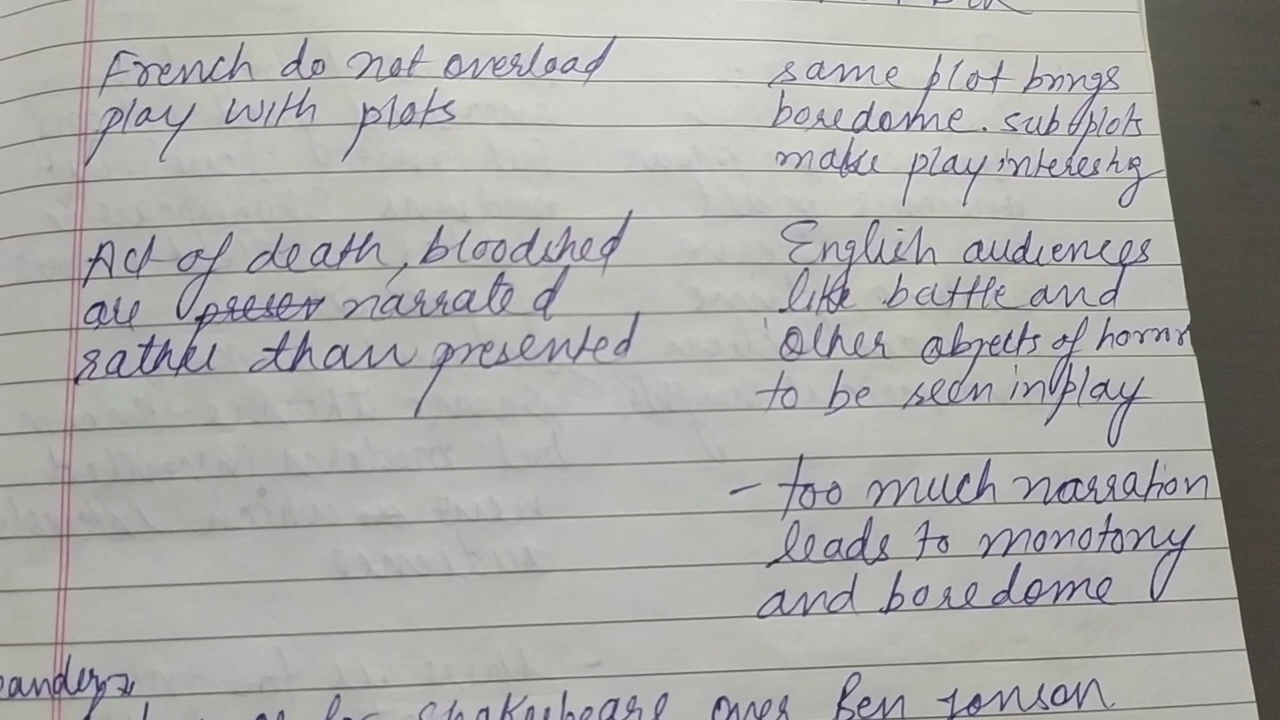 French do not overload
play with plots
same plot brings
boredome. subplots
make play interesting
Act of death, bloodshed
are narrated
rather than presented
English audiences
like battle and
other objects of horror
to be seen in play
- too much narration
leads to monotony
and boredome
Shakespeare over Ben Jonson